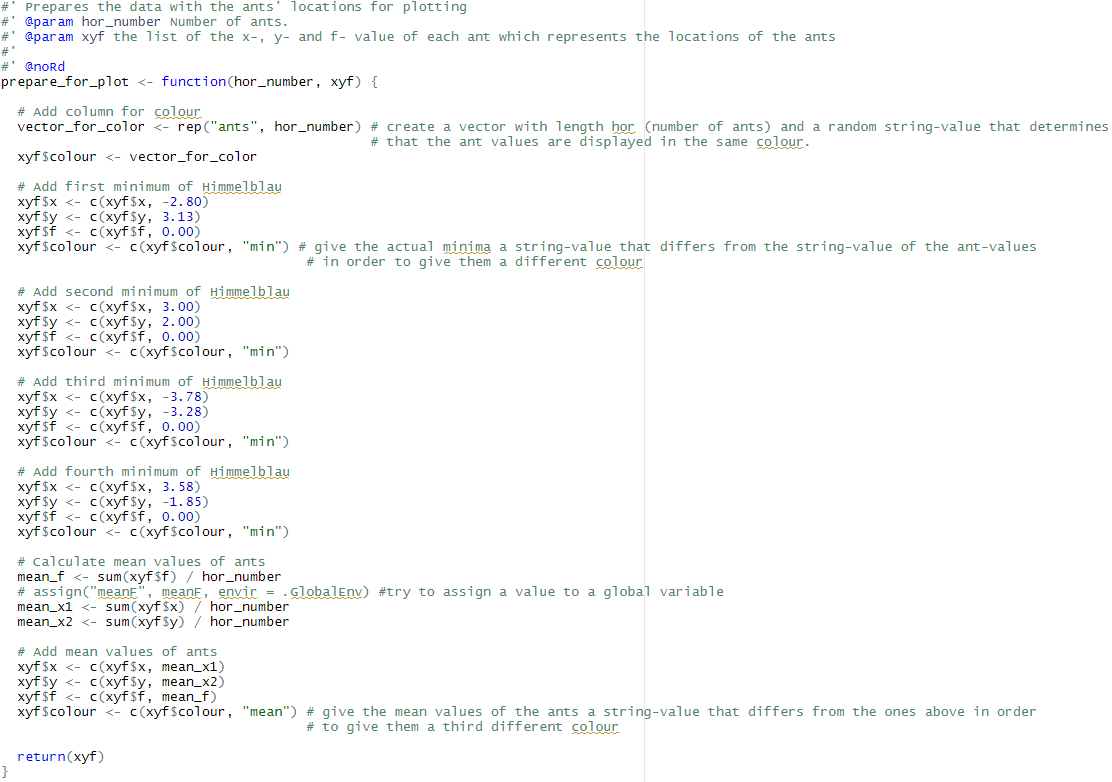 #' Prepares the data with the ants' locations for plotting
#' @param hor_number Number of ants.
#' @param xyf the list of the x-, y- and f- value of each ant which represents the locations of the ants
#'
#' @noRd
prepare_for_plot <- function(hor_number, xyf) {
# Add column for colour
vector_for_color <- rep("ants", hor_number) # create a vector with length hor (number of ants) and a random string-value that determines
# that the ant values are displayed in the same colour.
xyf$colour <- vector_for_color
# Add first minimum of Himmelblau
xyf$x <- c(xyf$x, -2.80)
xyf$y <- c(xyf$y, 3.13)
xyf$f <- c(xyf$f, 0.00)
xyf$colour <- c(xyf$colour, "min") # give the actual minima a string-value that differs from the string-value of the ant-values
# in order to give them a different colour
# Add second minimum of Himmelblau
xyf$x <- c(xyf$x, 3.00)
xyf$y <- c(xyf$y, 2.00)
xyf$f <- c(xyf$f, 0.00)
xyf$colour <- c(xyf$colour, "min")
# Add third minimum of Himmelblau
xyf$x <- c(xyf$x, -3.78)
xyf$y <- c(xyf$y, -3.28)
xyf$f <- c(xyf$f, 0.00)
xyf$colour <- c(xyf$colour, "min")
# Add fourth minimum of Himmelblau
xyf$x <- c(xyf$x, 3.58)
xyf$y <- c(xyf$y, -1.85)
xyf$f <- c(xyf$f, 0.00)
xyf$colour <- c(xyf$colour, "min")
# Calculate mean values of ants
mean_f <- sum(xyf$f) / hor_number
# assign("meanF", meanF, envir = .GlobalEnv) #try to assign a value to a global variable
mean_x1 <- sum(xyf$x) / hor_number
mean_x2 <- sum(xyf$y) / hor_number
# Add mean values of ants
xyf$x <- c(xyf$x, mean_x1)
xyf$y <- c(xyf$y, mean_x2)
xyf$f <- c(xyf$f, mean_f)
xyf$colour <- c(xyf$colour, "mean") # give the mean values of the ants a string-value that differs from the ones above in order
# to give them a third different colour
return(xyf)
}